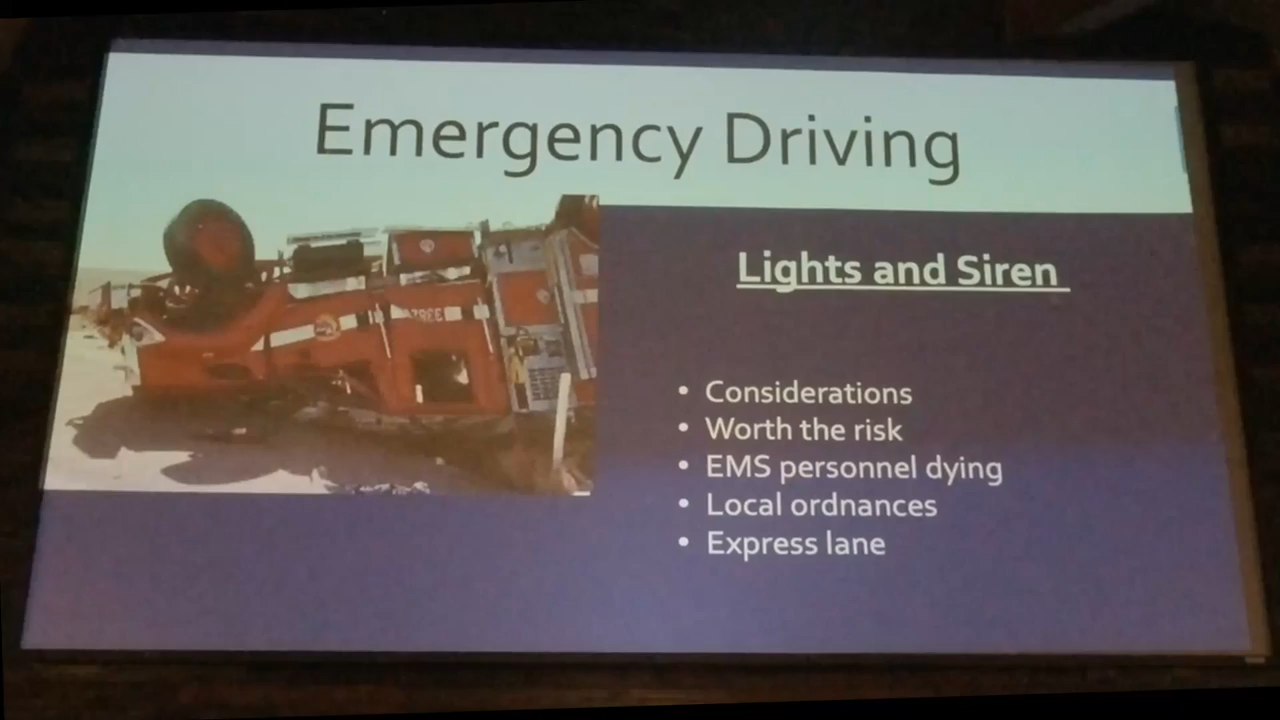 Emergency Driving
Lights and Siren
• Considerations
• Worth the risk
• EMS personnel dying
• Local ordnances
• Express lane